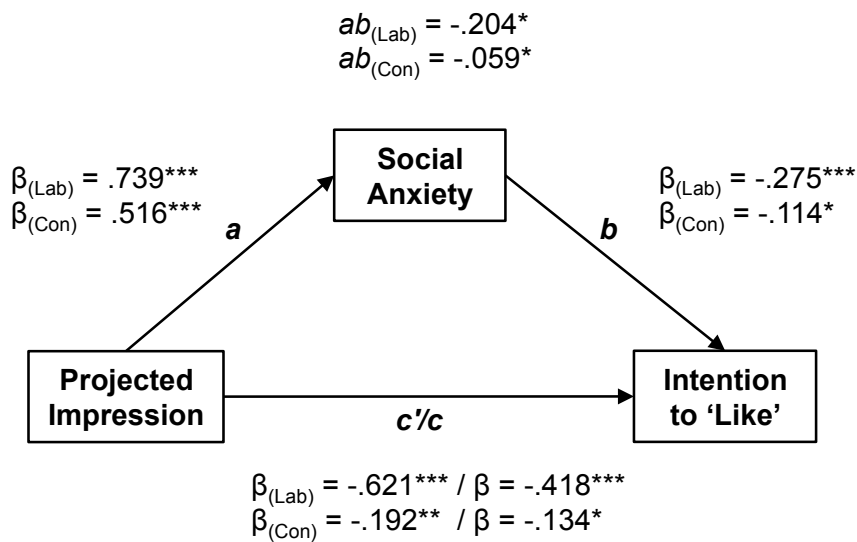 ab(Lab) = -.204*
ab(Con) = -.059*
Social
Anxiety
β(Lab) = .739***
β(Con) = .516***
β(Lab) = -.275***
β(Con) = -.114*
a
b
Projected
Impression
Intention
to ‘Like’
c'/c
β(Lab) = -.621*** / β = -.418***
β(Con) = -.192** / β = -.134*